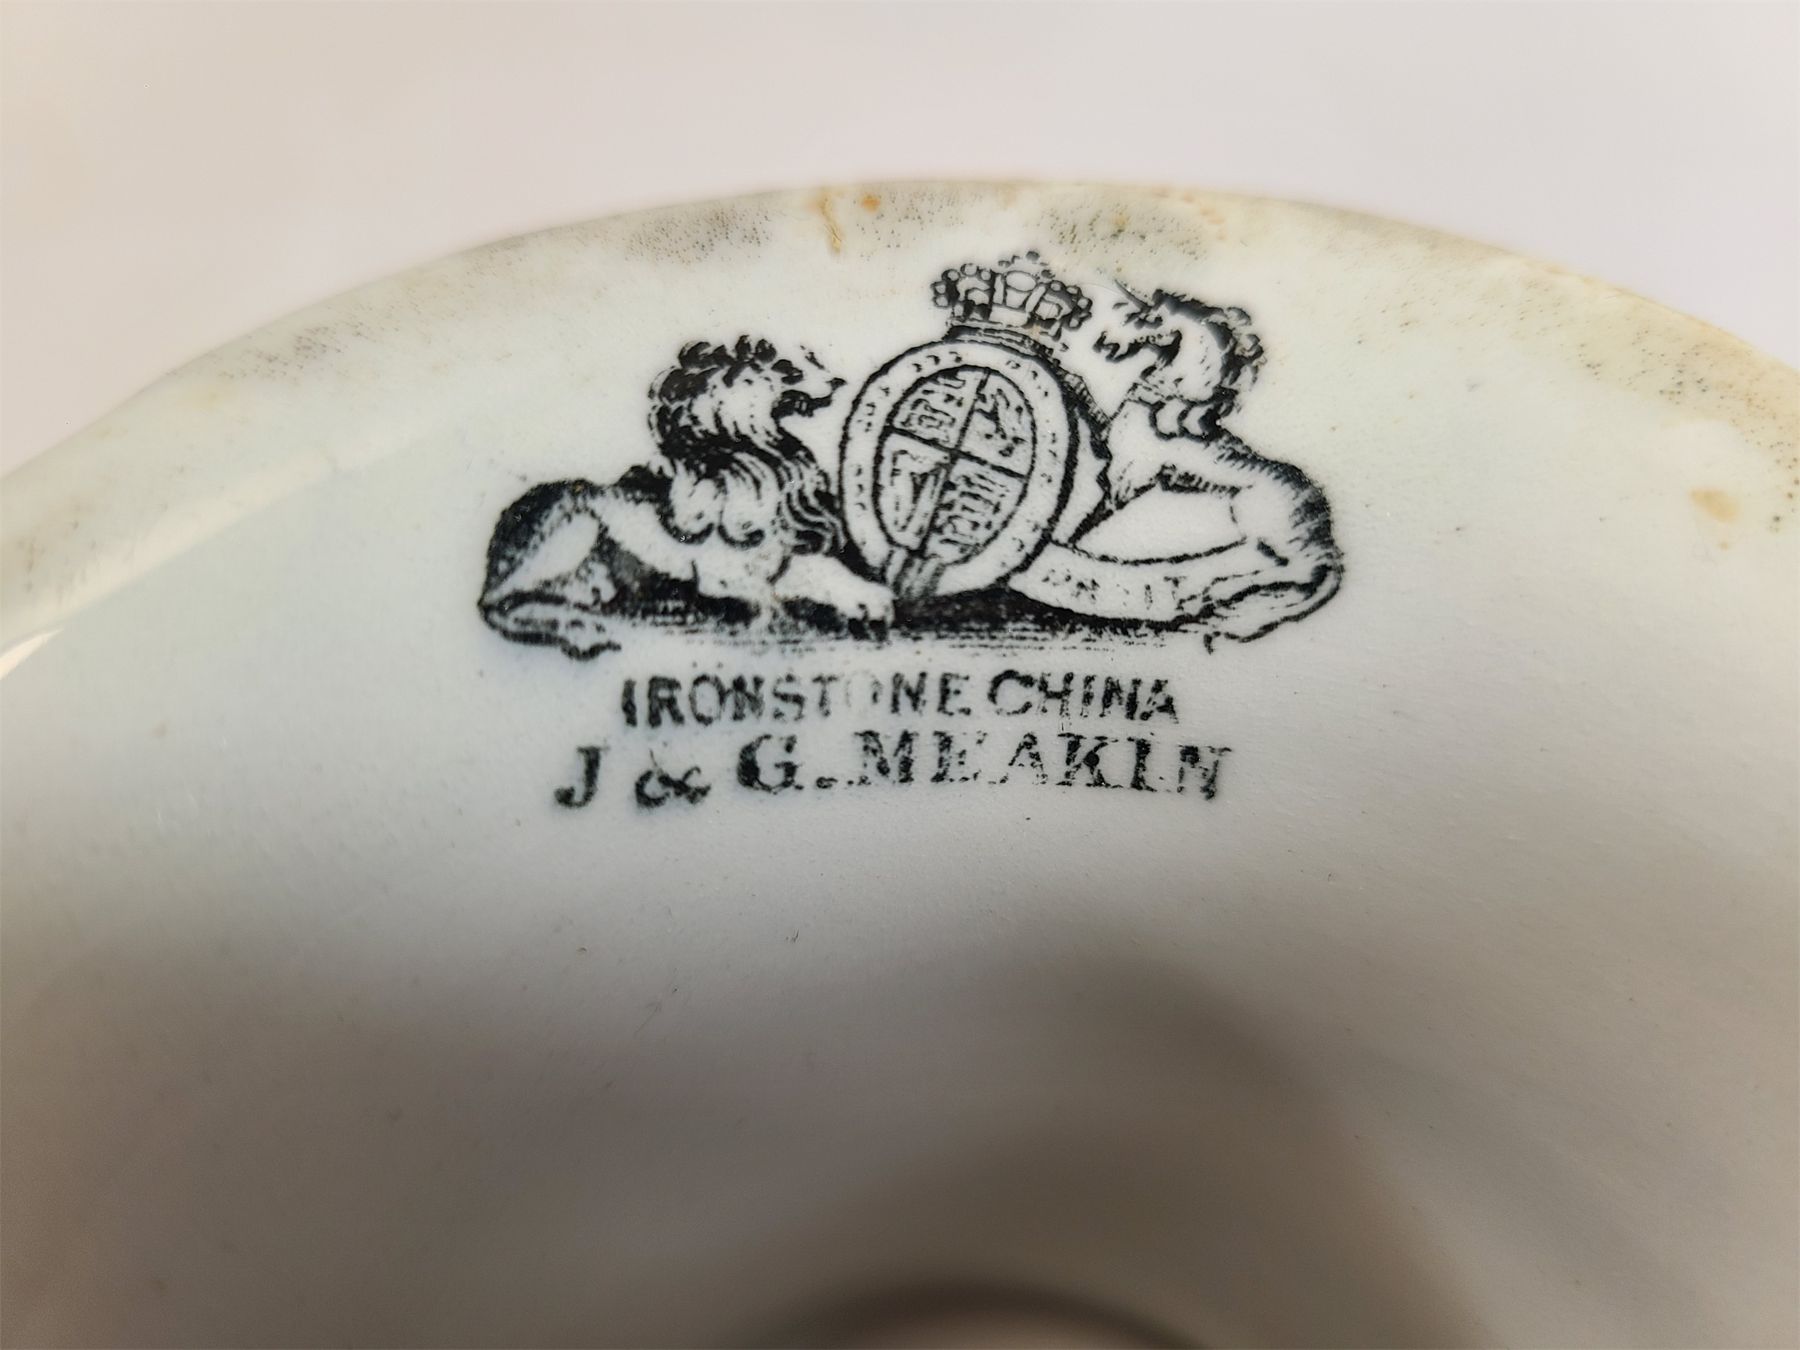 IRONSTONE CHINA
J & G. MEAKIN